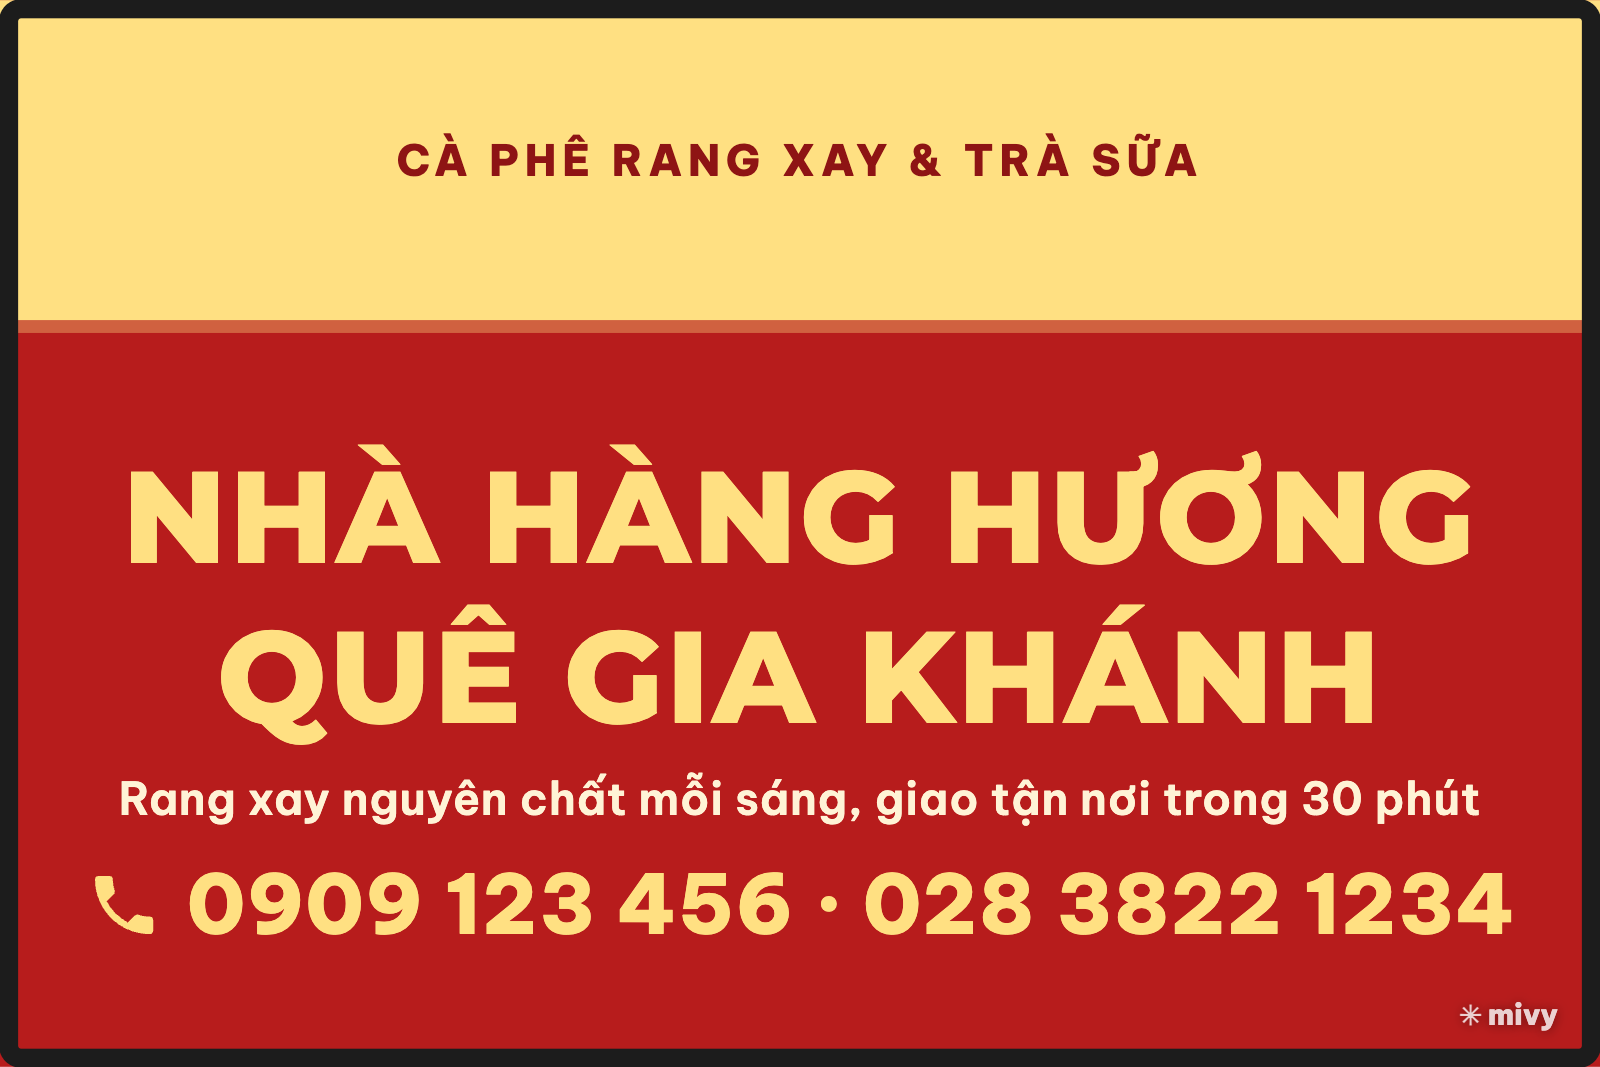 CÀ PHÊ RANG XAY & TRÀ SỮA
NHÀ HÀNG HƯƠNG
QUÊ GIA KHÁNH
Rang xay nguyên chất mỗi sáng, giao tận nơi trong 30 phút
0909 123 456 · 028 3822 1234
mivy